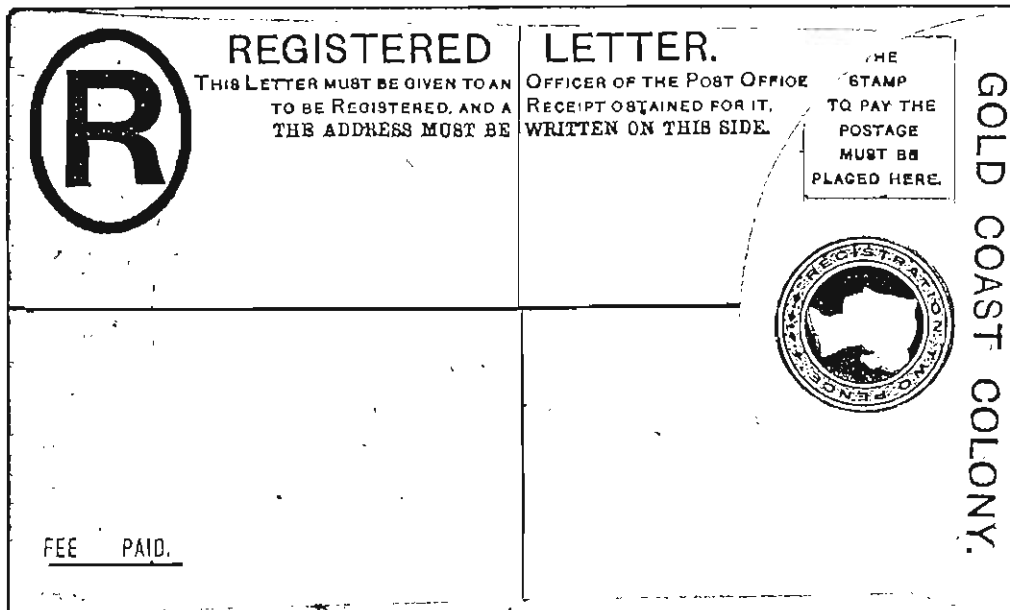 R
REGISTERED LETTER.
THIS LETTER MUST BE GIVEN TO AN OFFICER OF THE POST OFFICE
TO BE REGISTERED, AND A RECEIPT OBTAINED FOR IT,
THE ADDRESS MUST BE WRITTEN ON THIS SIDE.
THE
STAMP
TO PAY THE
POSTAGE
MUST BE
PLACED HERE.
GOLD COAST COLONY.
REGISTRATION TWO PENCE
FEE PAID.